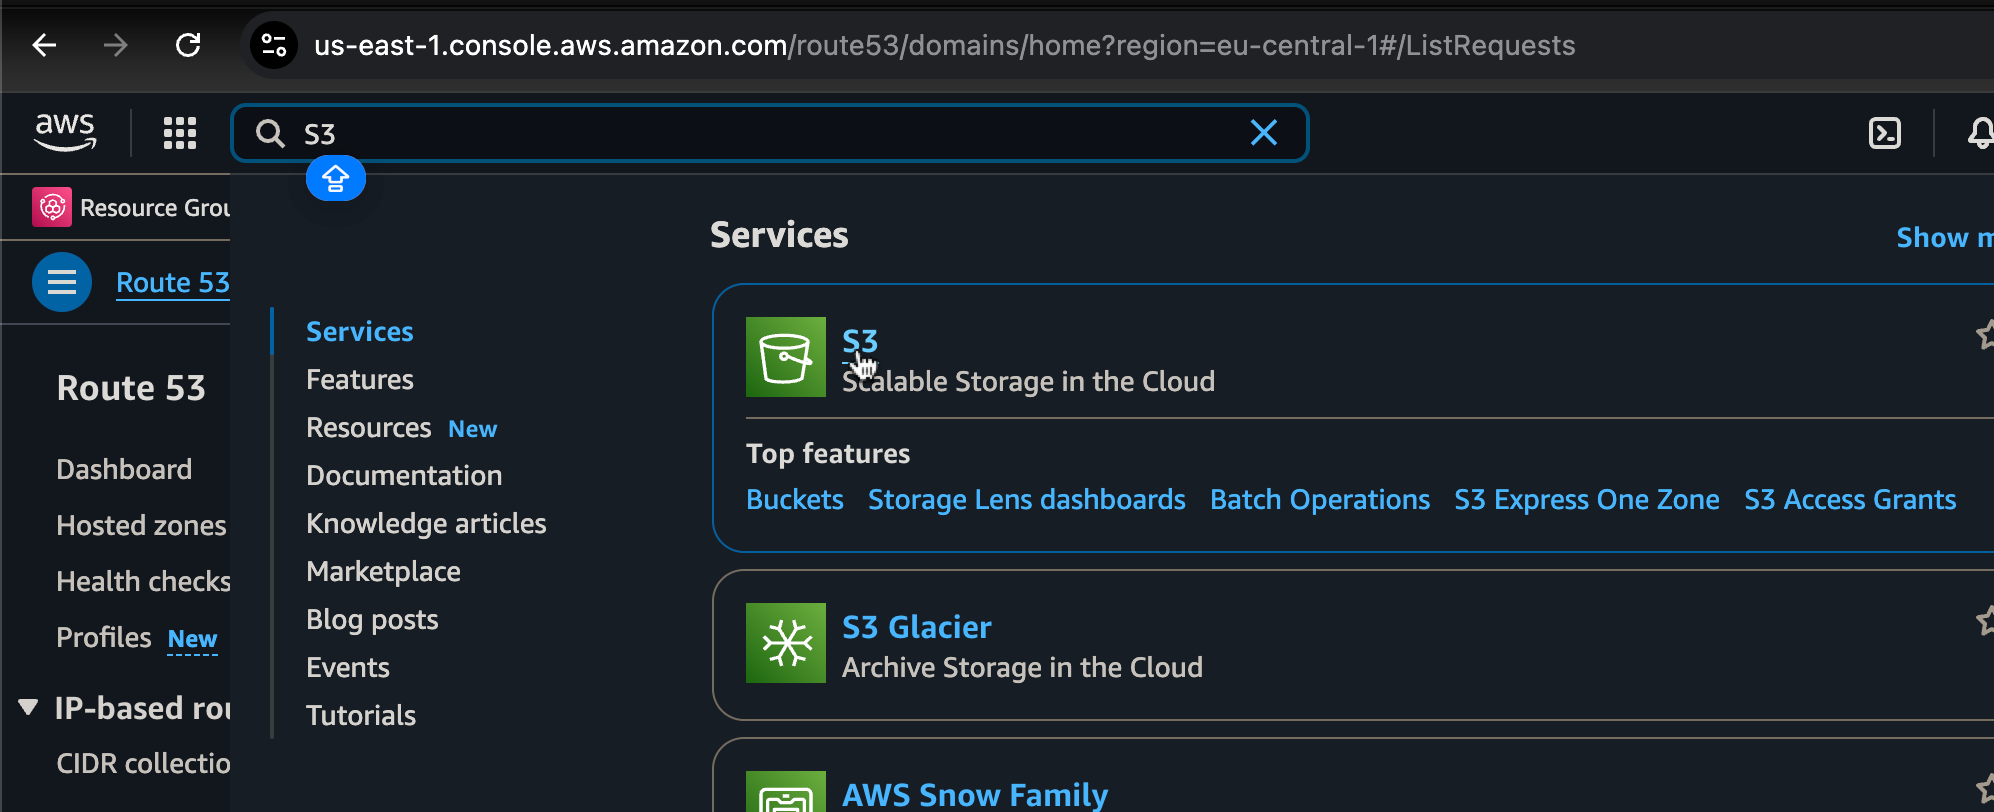 us-east-1.console.aws.amazon.com/route53/domains/home?region=eu-central-1#/ListRequests
aws
S3
Resource Grou
Route 53
Services
Show m
Services
Features
Resources New
Documentation
Knowledge articles
Marketplace
Blog posts
Events
Tutorials
Route 53
Dashboard
Hosted zones
Health checks
Profiles New
IP-based rou
CIDR collectio
S3
Scalable Storage in the Cloud
Top features
Buckets Storage Lens dashboards Batch Operations S3 Express One Zone S3 Access Grants
S3 Glacier
Archive Storage in the Cloud
AWS Snow Family